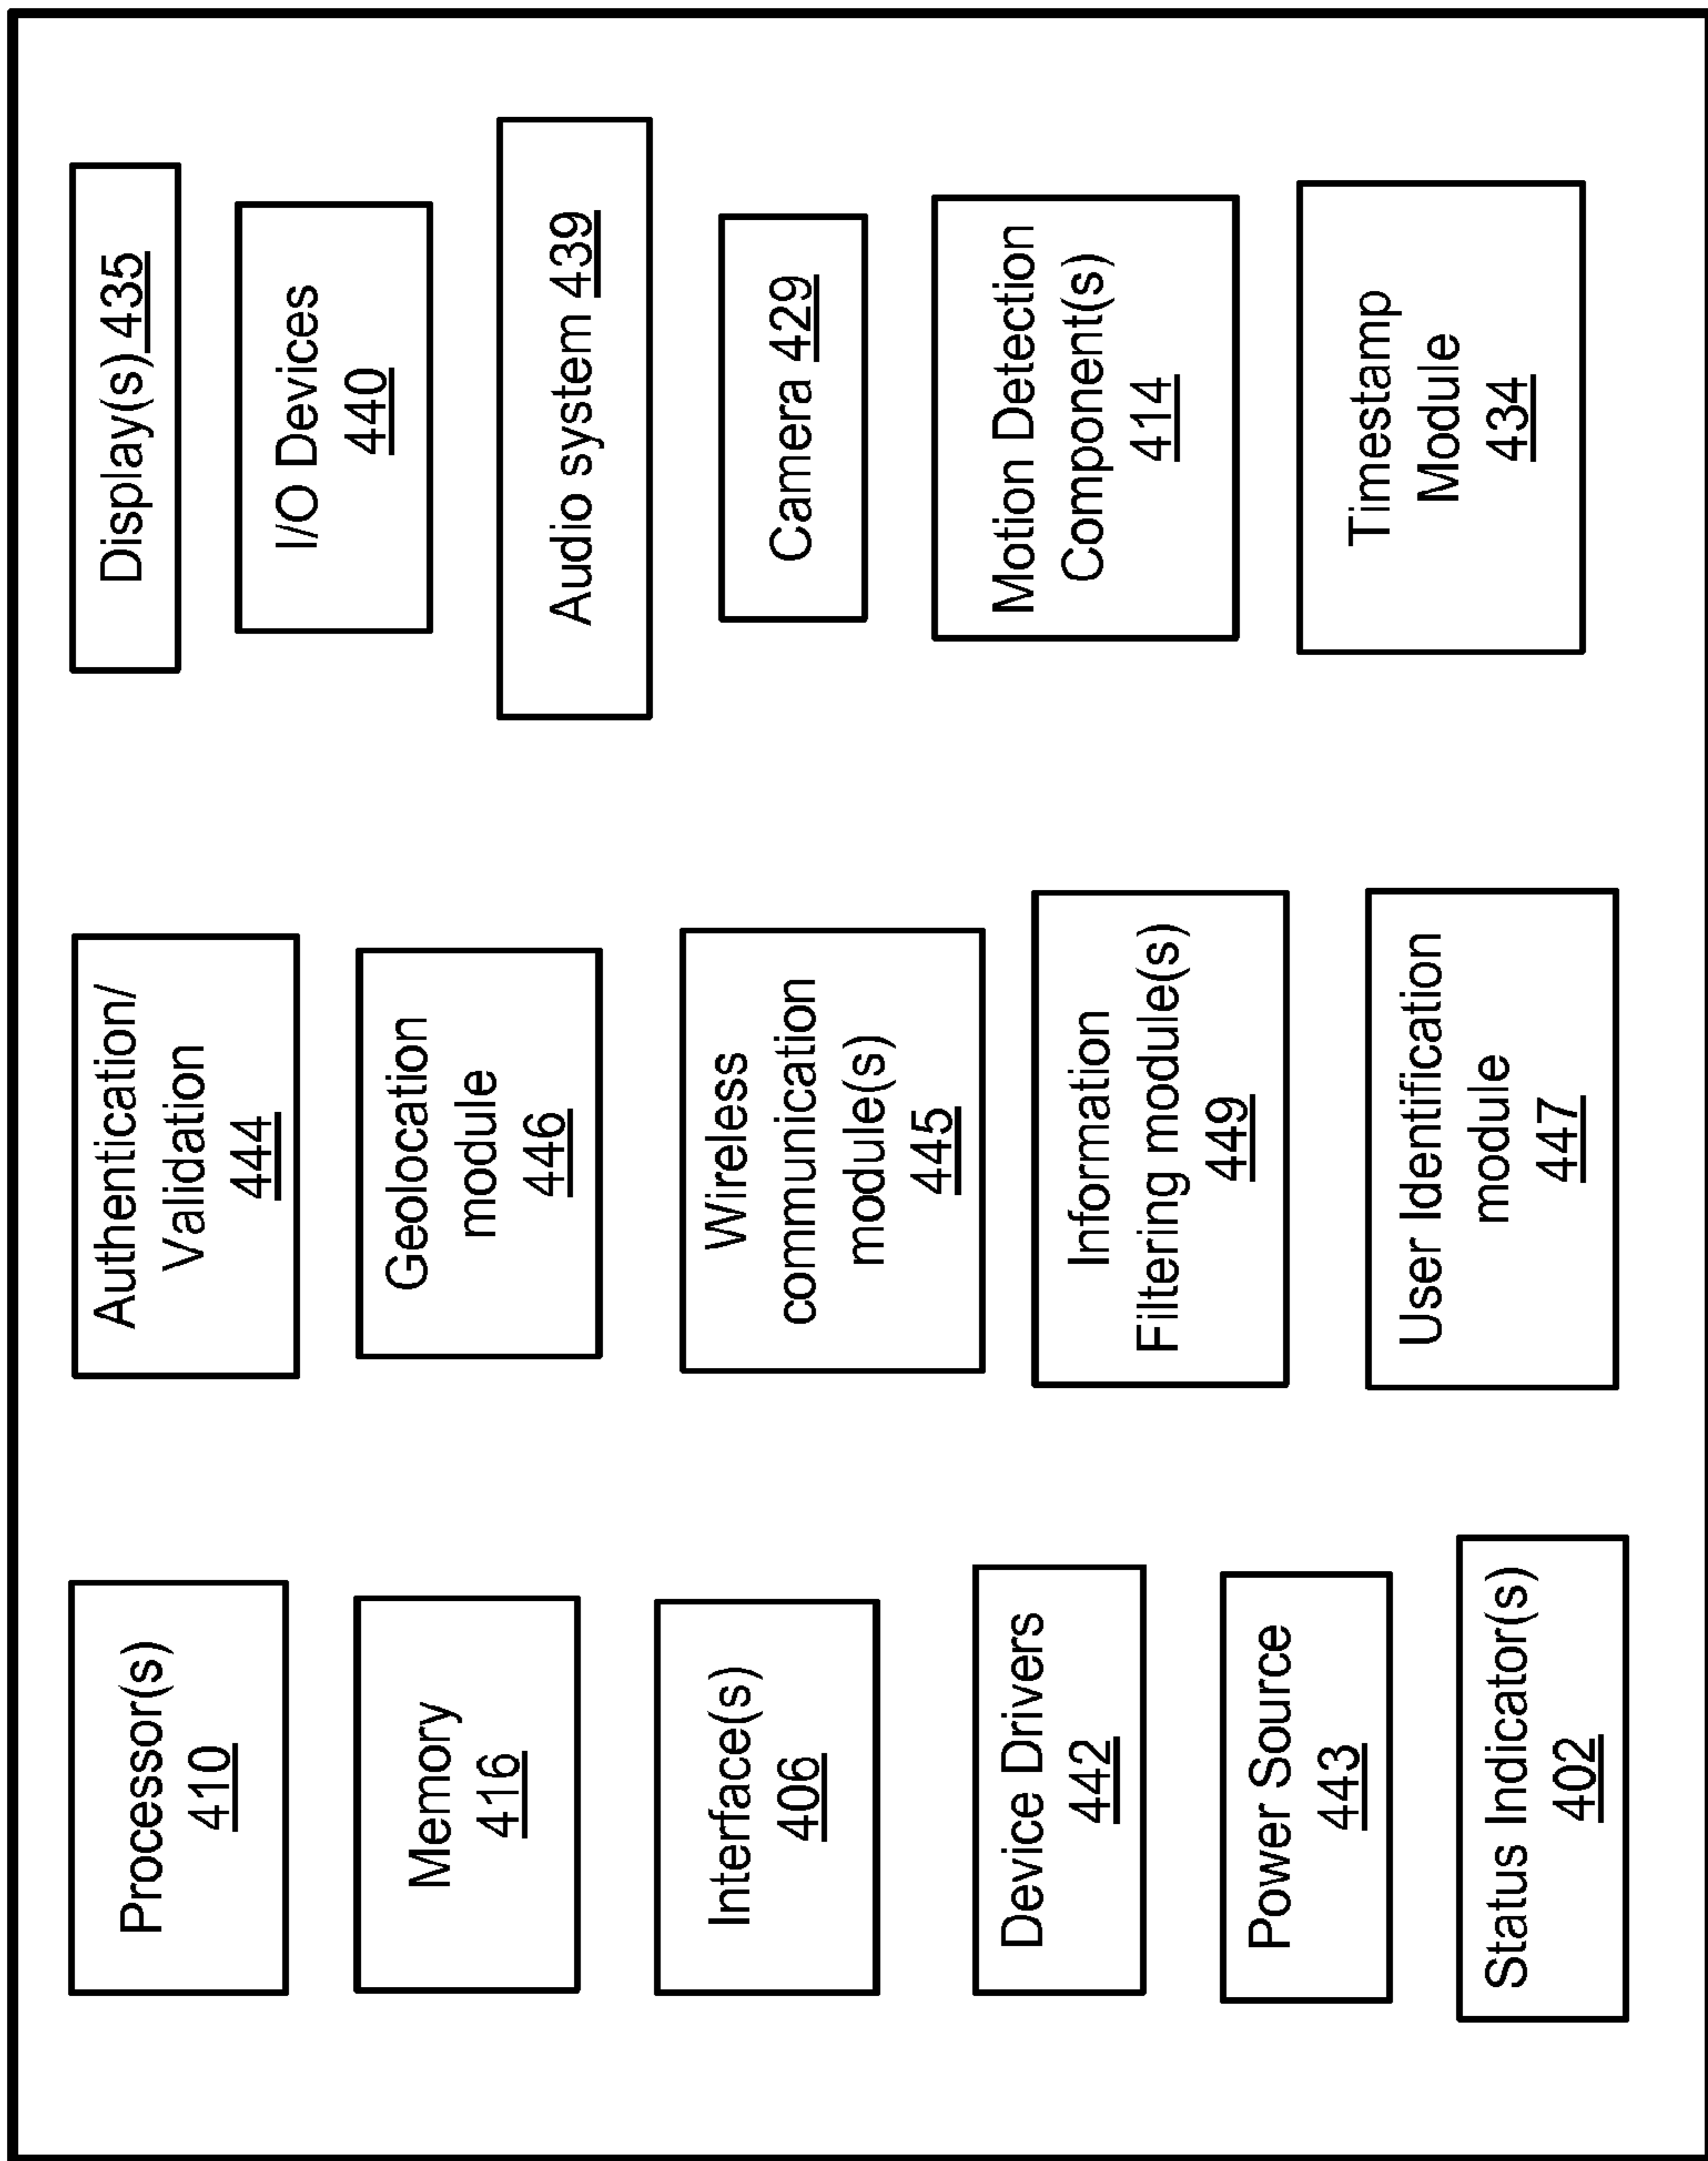 Processor(s)
410
Memory
416
Interface(s)
406
Device Drivers
442
Power Source
443
Status Indicator(s)
402
Authentication/
Validation
444
Geolocation
module
446
Wireless
communication
module(s)
445
Information
Filtering module(s)
449
User Identification
module
447
Display(s) 435
I/O Devices
440
Audio system 439
Camera 429
Motion Detection
Component(s)
414
Timestamp
Module
434